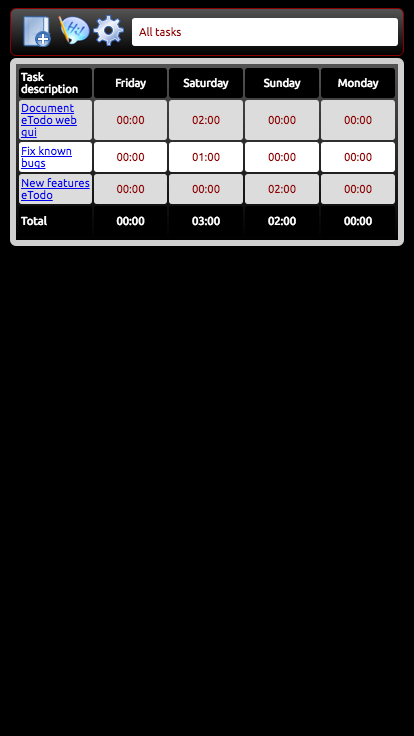 All tasks
Task description Friday Saturday Sunday Monday
Document eTodo web gui 00:00 02:00 00:00 00:00
Fix known bugs 00:00 01:00 00:00 00:00
New features eTodo 00:00 00:00 02:00 00:00
Total 00:00 03:00 02:00 00:00